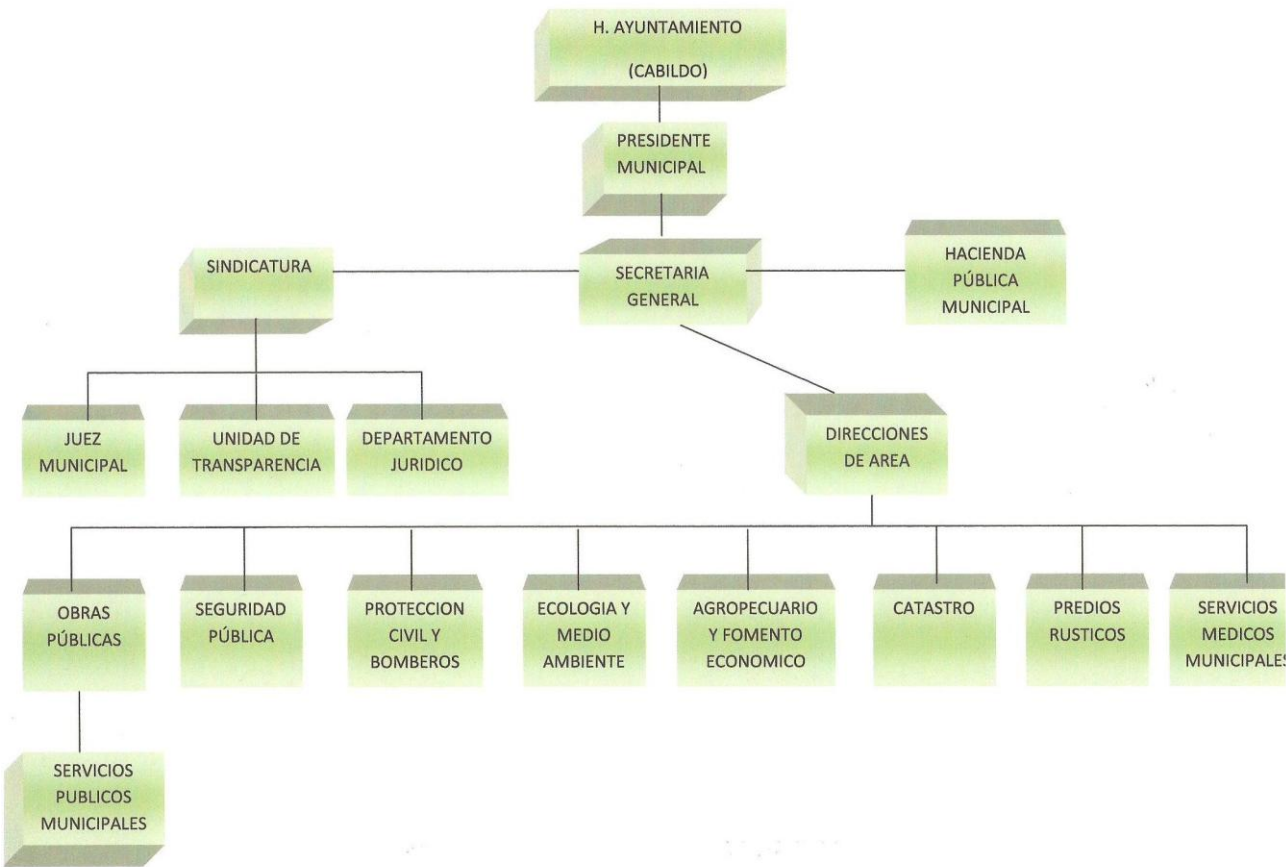 H. AYUNTAMIENTO
(CABILDO)
PRESIDENTE
MUNICIPAL
SINDICATURA
SECRETARIA
GENERAL
HACIENDA
PÚBLICA
MUNICIPAL
JUEZ
MUNICIPAL
UNIDAD DE
TRANSPARENCIA
DEPARTAMENTO
JURIDICO
DIRECCIONES
DE AREA
OBRAS
PÚBLICAS
SEGURIDAD
PÚBLICA
PROTECCION
CIVIL Y
BOMBEROS
ECOLOGIA Y
MEDIO
AMBIENTE
AGROPECUARIO
Y FOMENTO
ECONOMICO
CATASTRO
PREDIOS
RUSTICOS
SERVICIOS
MEDICOS
MUNICIPALES
SERVICIOS
PUBLICOS
MUNICIPALES